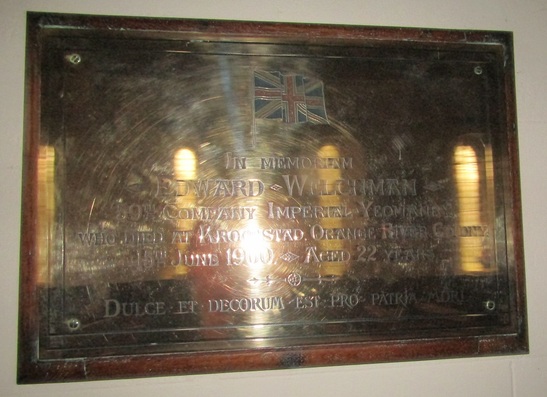 IN MEMORIAM
EDWARD WELCHMAN
COMPANY IMPERIAL YEOMANRY
WHO DIED AT KROONSTAD, ORANGE RIVER COLONY
15TH JUNE 1900. AGED 22 YEARS
DULCE · ET · DECORUM · EST · PRO · PATRIA · MORI